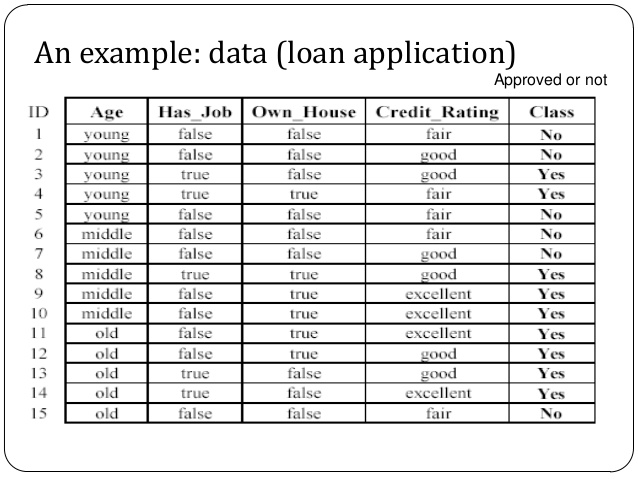 An example: data (loan application)
Approved or not
ID Age Has_Job Own_House Credit_Rating Class
1 young false false fair No
2 young false false good No
3 young true false good Yes
4 young true true fair Yes
5 young false false fair No
6 middle false false fair No
7 middle false false good No
8 middle true true good Yes
9 middle false true excellent Yes
10 middle false true excellent Yes
11 old false true excellent Yes
12 old false true good Yes
13 old true false good Yes
14 old true false excellent Yes
15 old false false fair No